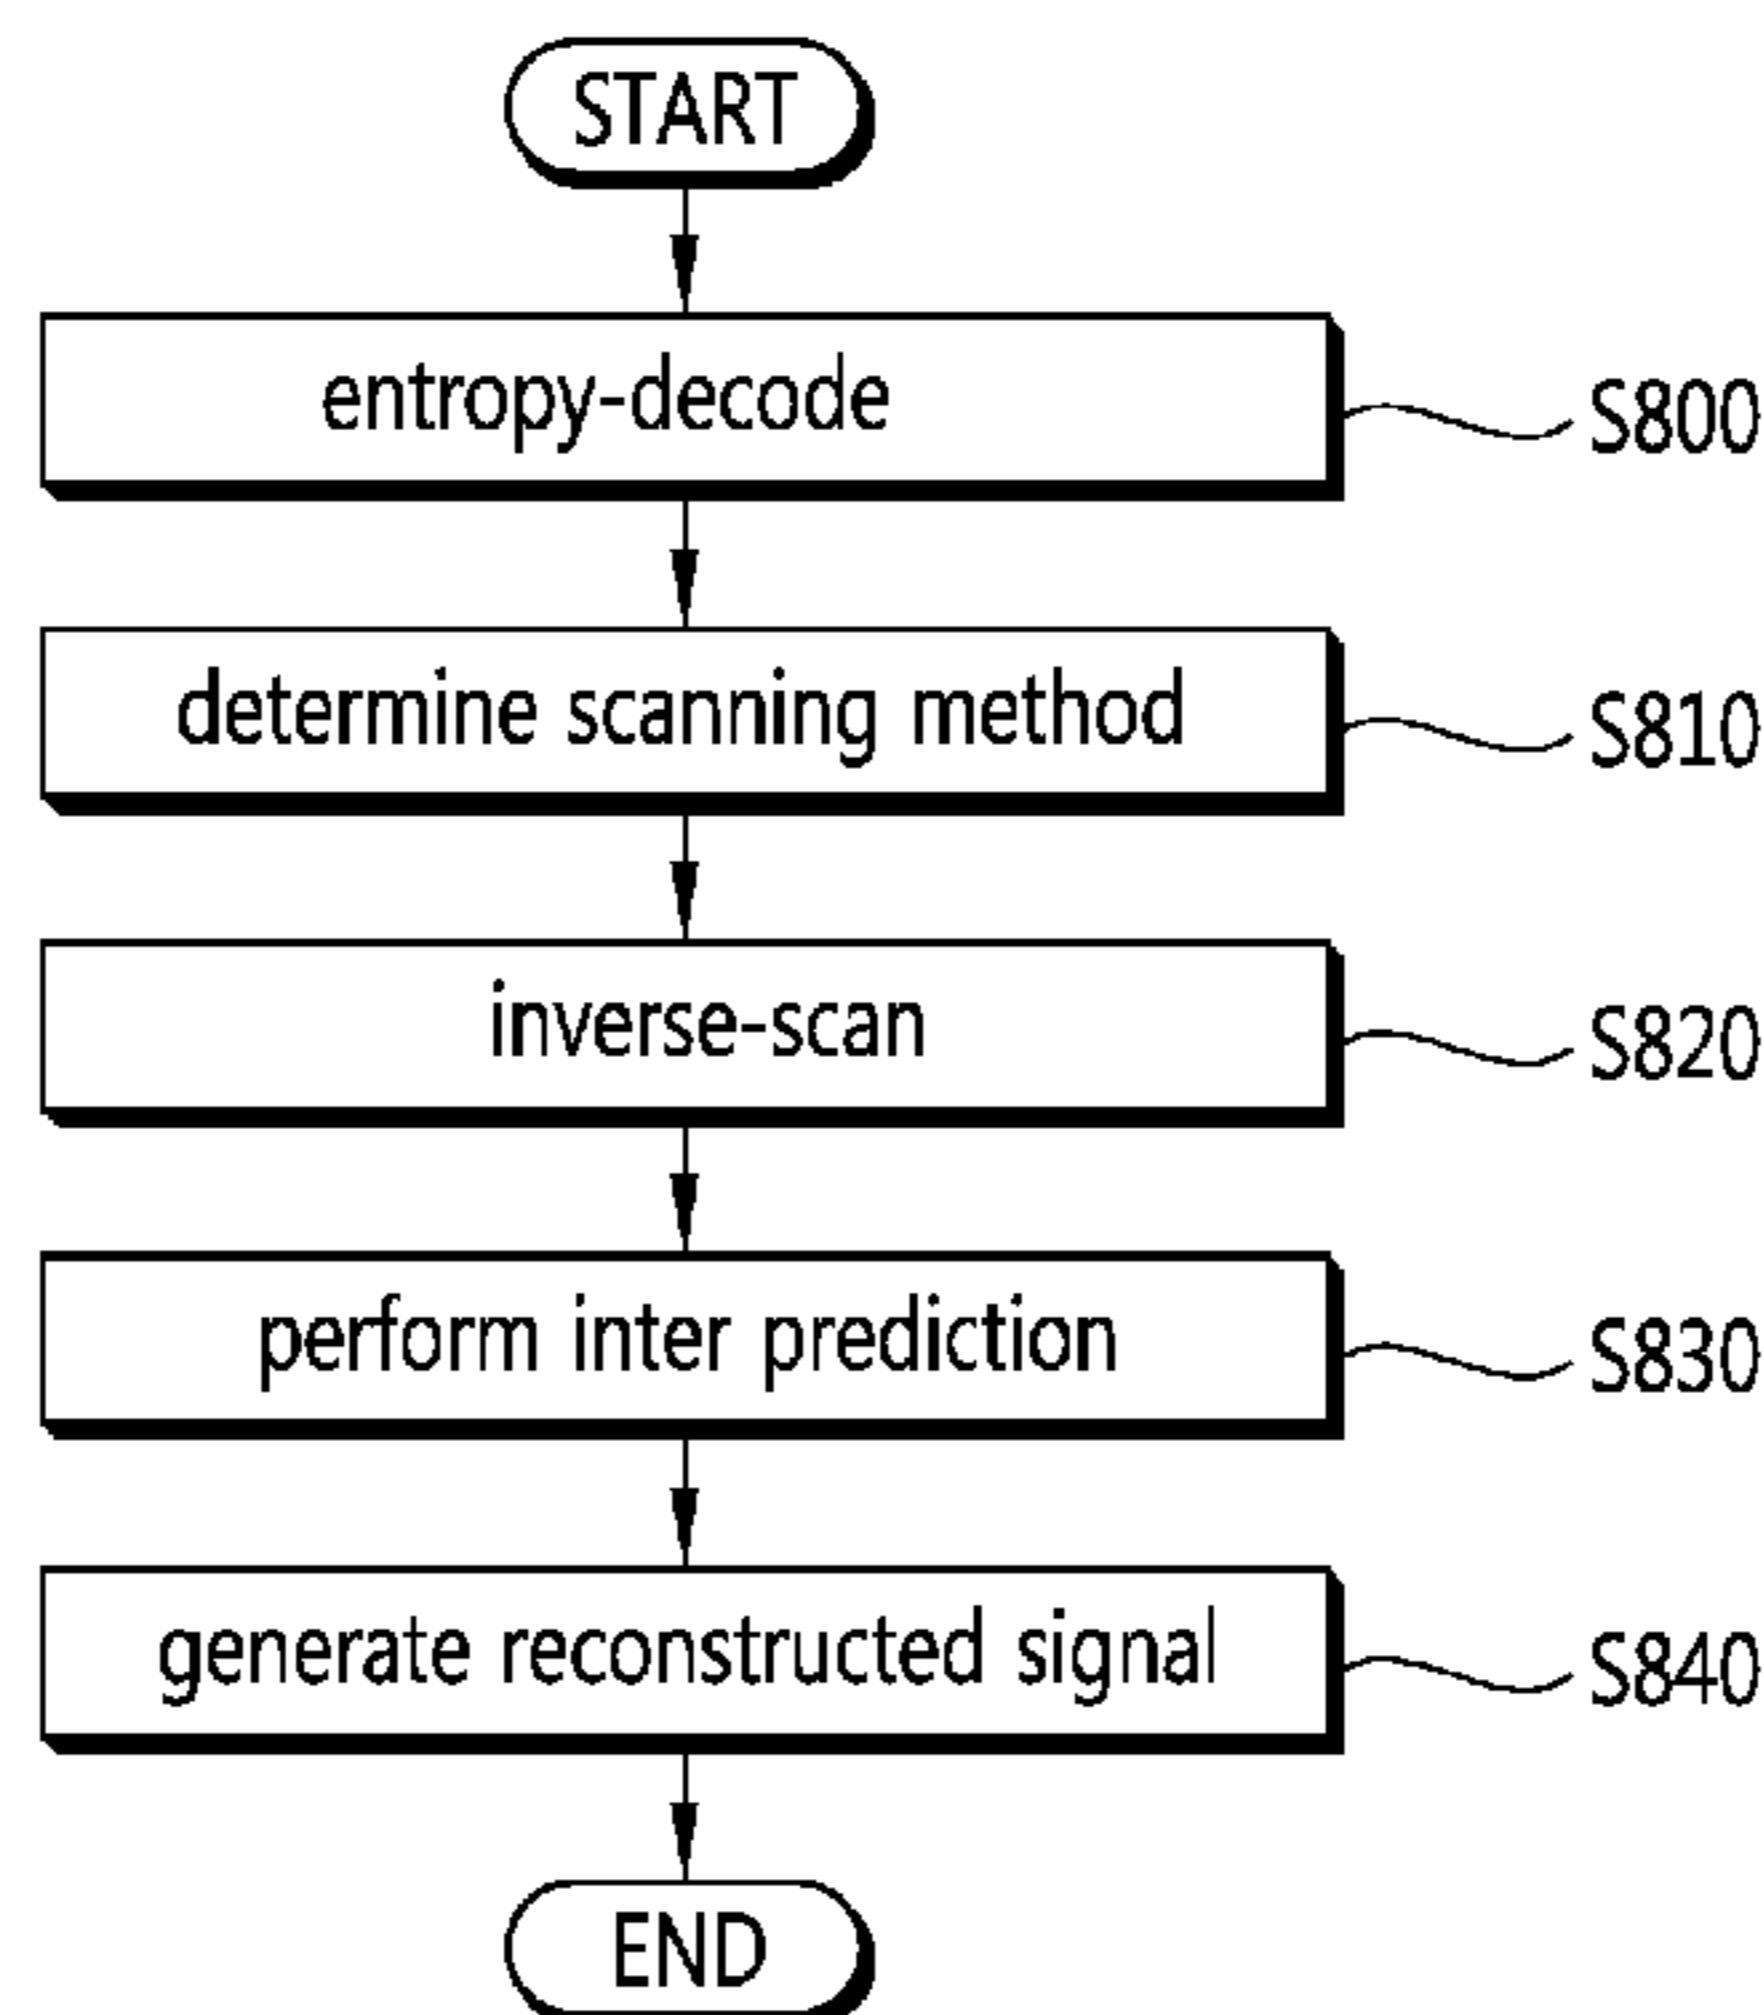 START
entropy-decode
S800
determine scanning method
S810
inverse-scan
S820
perform inter prediction
S830
generate reconstructed signal
S840
END